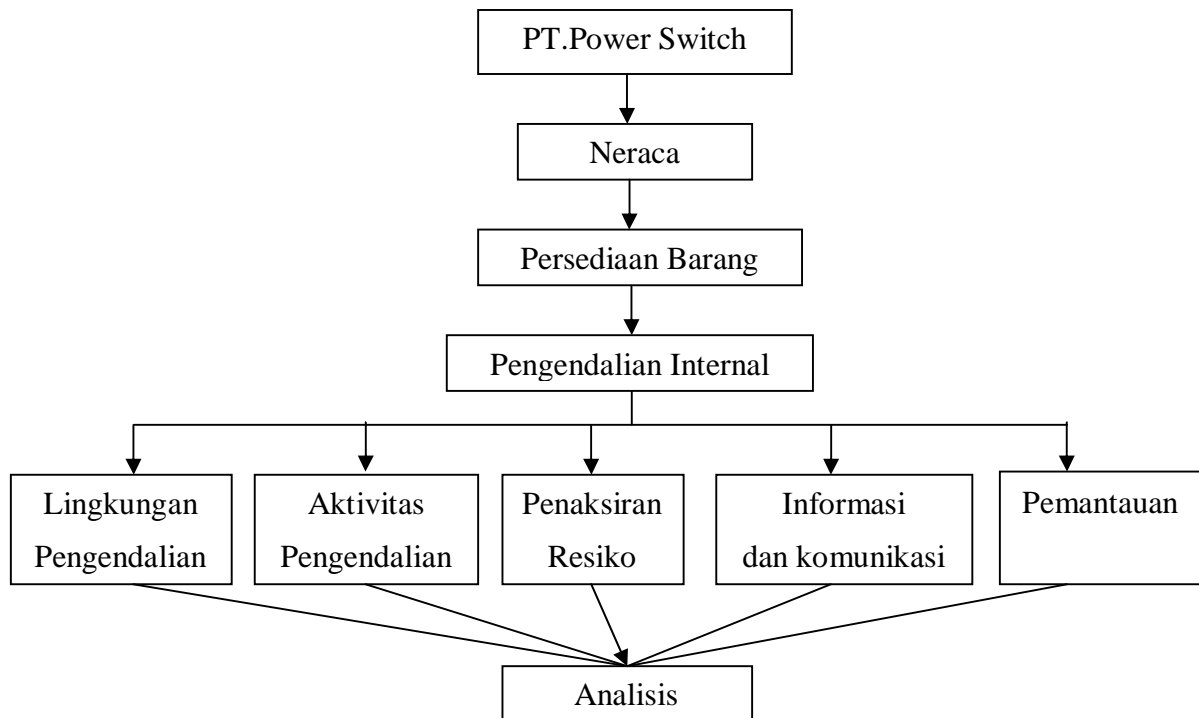 PT.Power Switch
Neraca
Persediaan Barang
Pengendalian Internal
Lingkungan
Pengendalian
Aktivitas
Pengendalian
Penaksiran
Resiko
Informasi
dan komunikasi
Pemantauan
Analisis